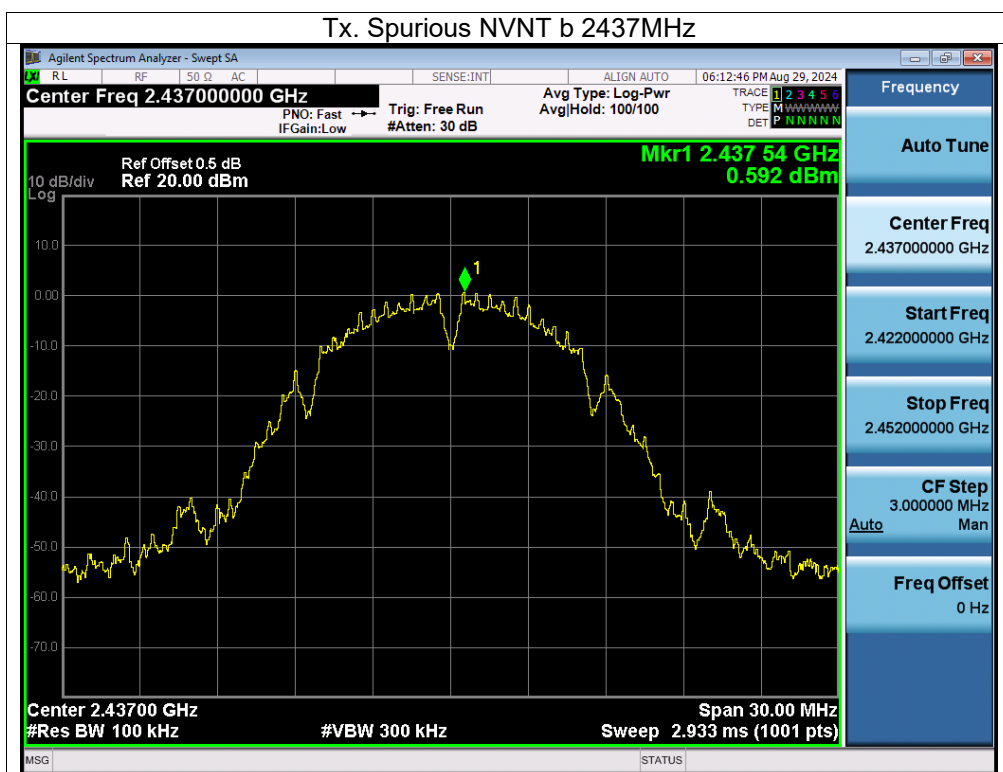 Tx. Spurious NVNT b 2437MHz
Agilent Spectrum Analyzer - Swept SA
LXI RL RF 50 Ω AC SENSE:INT ALIGN AUTO 06:12:46 PM Aug 29, 2024
Center Freq 2.437000000 GHz
PNO: Fast
IFGain:Low
Trig: Free Run
#Atten: 30 dB
Avg Type: Log-Pwr
Avg|Hold: 100/100
TRACE 1 2 3 4 5 6
TYPE M WWWWW
DET P N N N N N
Mkr1 2.437 54 GHz
0.592 dBm
Ref Offset 0.5 dB
10 dB/div Ref 20.00 dBm
Log
10.0
0.00
-10.0
-20.0
-30.0
-40.0
-50.0
-60.0
-70.0
1
Center 2.43700 GHz Span 30.00 MHz
#Res BW 100 kHz #VBW 300 kHz Sweep 2.933 ms (1001 pts)
MSG STATUS
Frequency
Auto Tune
Center Freq
2.437000000 GHz
Start Freq
2.422000000 GHz
Stop Freq
2.452000000 GHz
CF Step
3.000000 MHz
Auto Man
Freq Offset
0 Hz